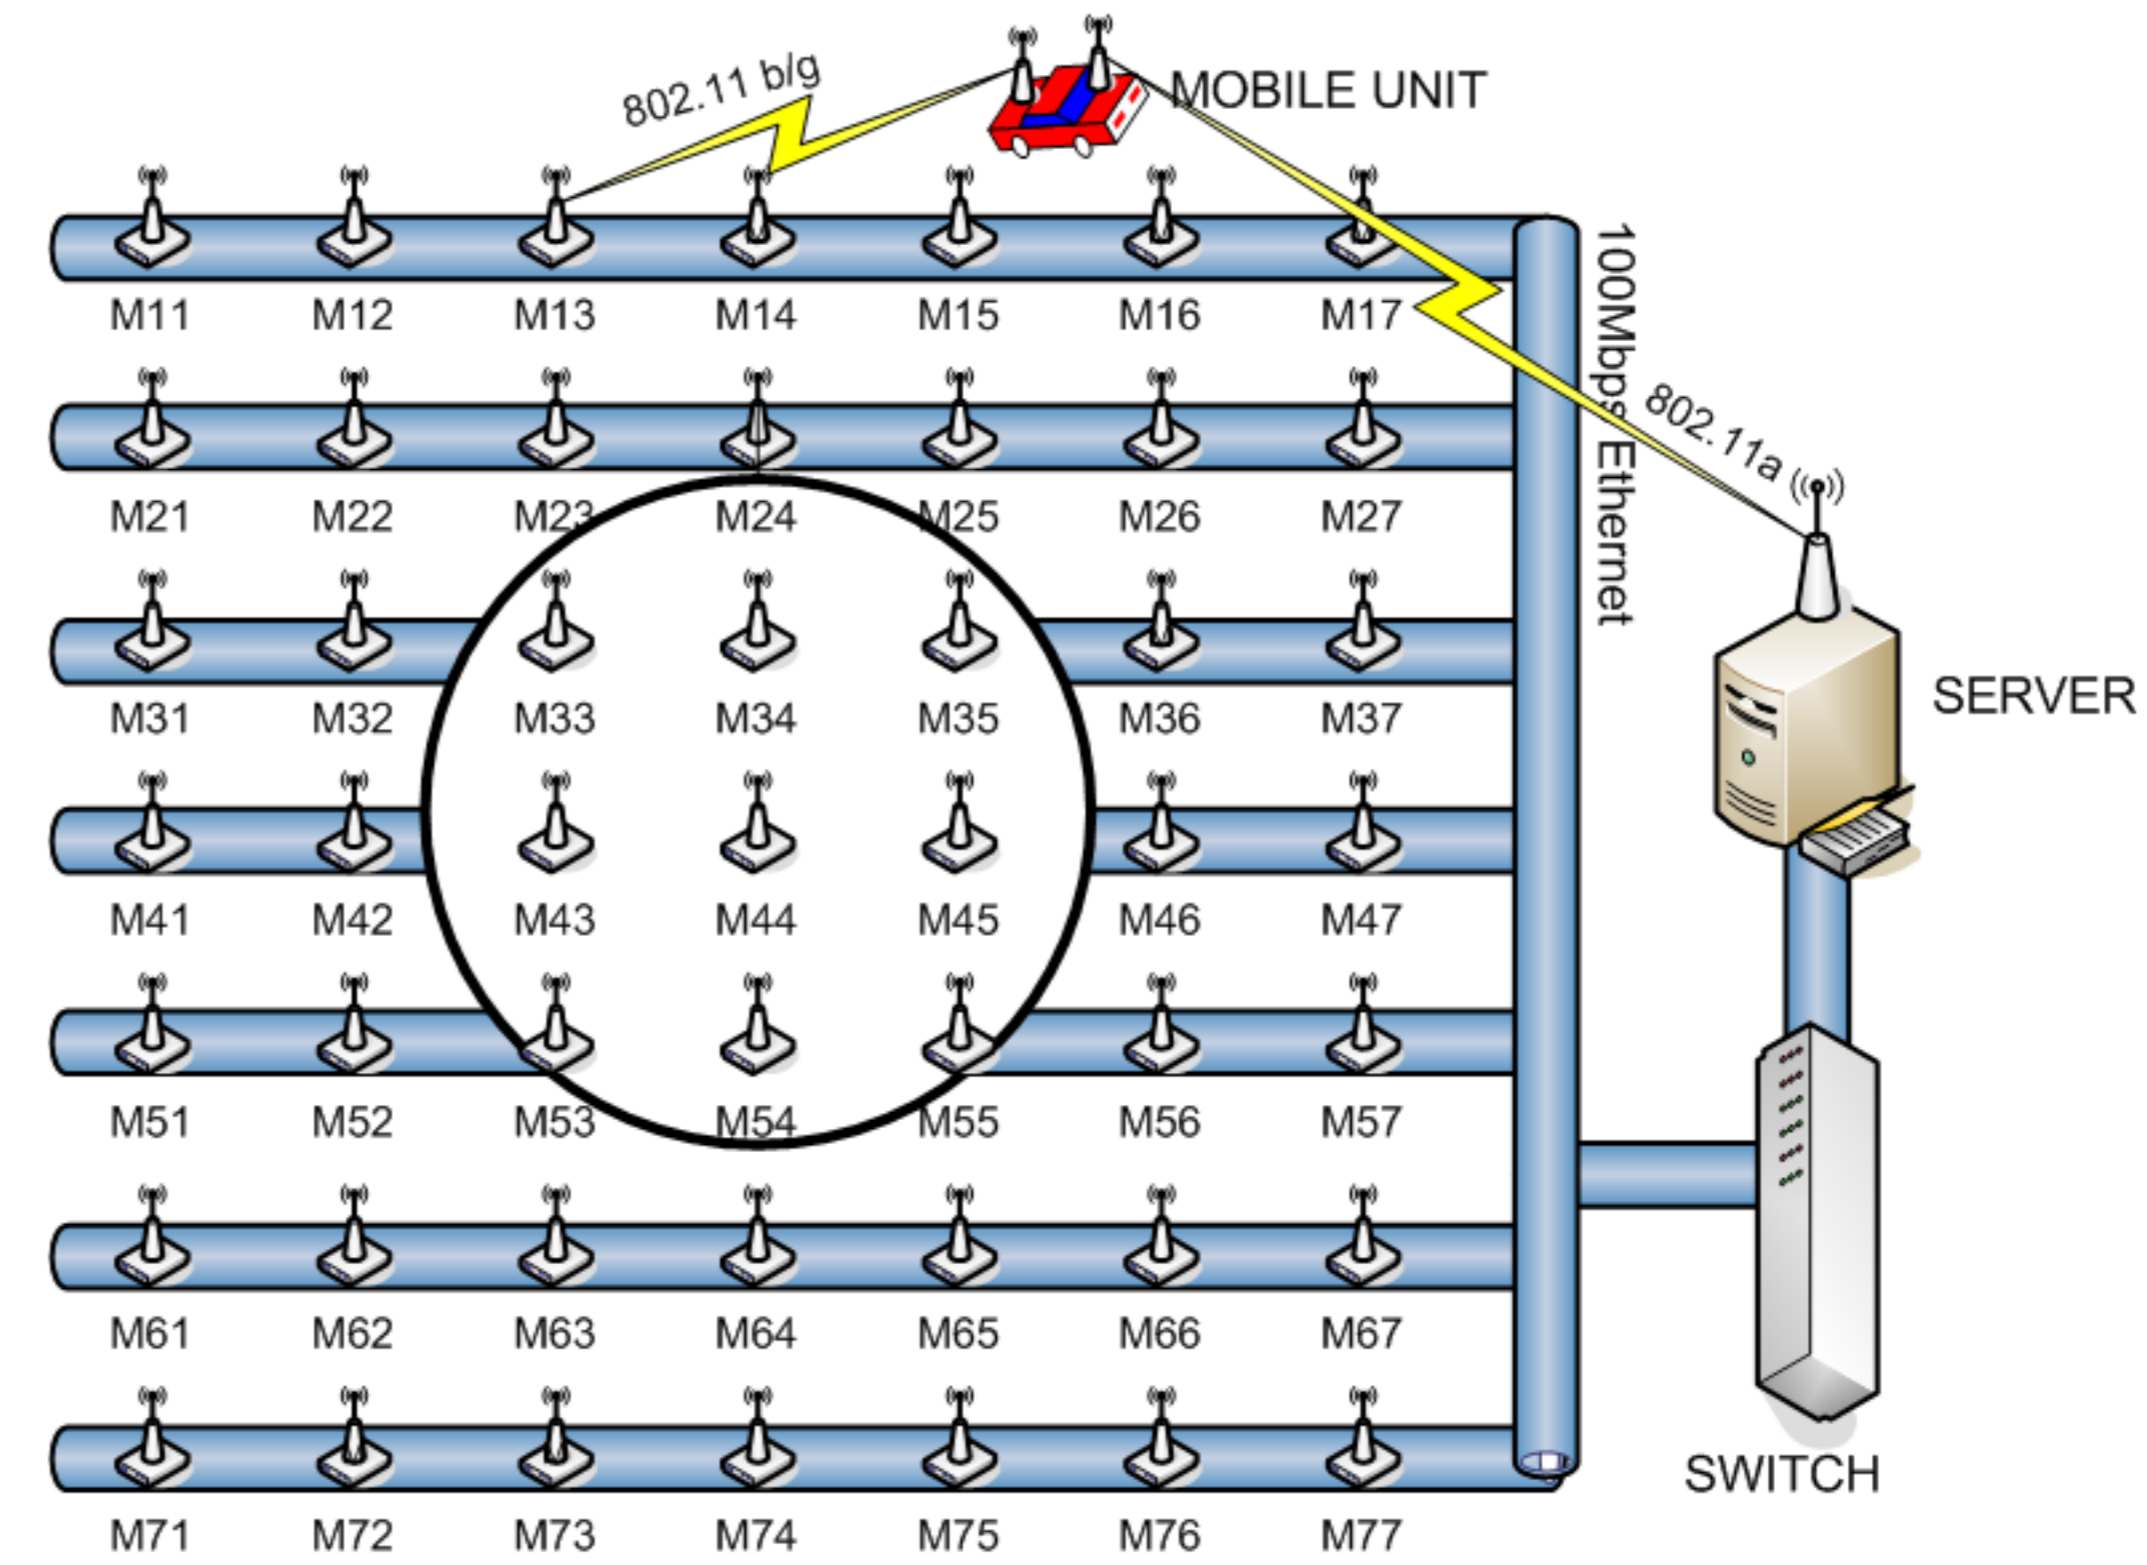 802.11 b/g
MOBILE UNIT
M11 M12 M13 M14 M15 M16 M17
100Mbps Ethernet
802.11a
M21 M22 M23 M24 M25 M26 M27
M31 M32 M33 M34 M35 M36 M37
SERVER
M41 M42 M43 M44 M45 M46 M47
M51 M52 M53 M54 M55 M56 M57
M61 M62 M63 M64 M65 M66 M67
SWITCH
M71 M72 M73 M74 M75 M76 M77